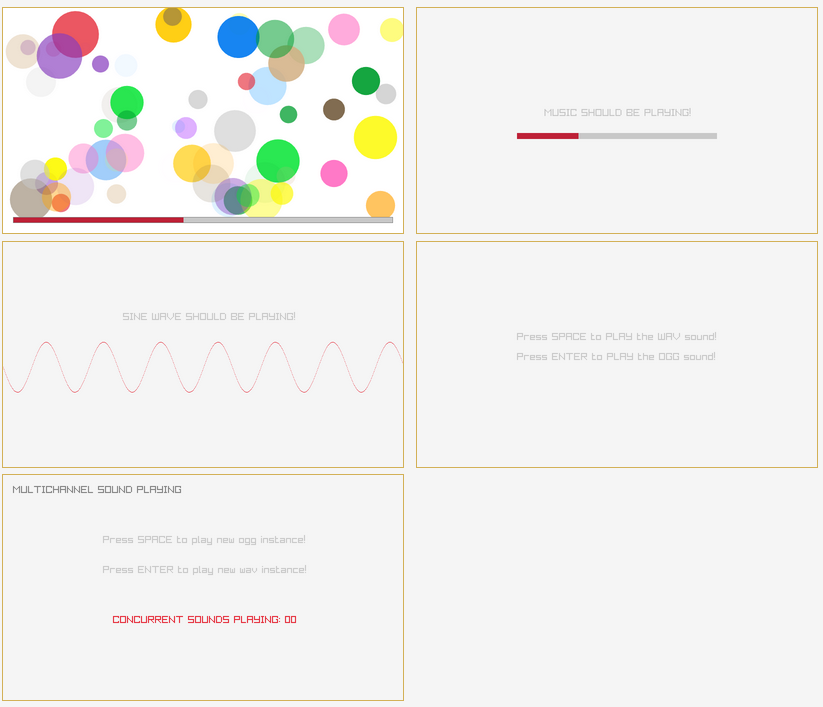 MUSIC SHOULD BE PLAYING!
SINE WAVE SHOULD BE PLAYING!
Press SPACE to PLAY the WAV sound!
Press ENTER to PLAY the OGG sound!
MULTICHANNEL SOUND PLAYING
Press SPACE to play new ogg instance!
Press ENTER to play new wav instance!
CONCURRENT SOUNDS PLAYING: 00